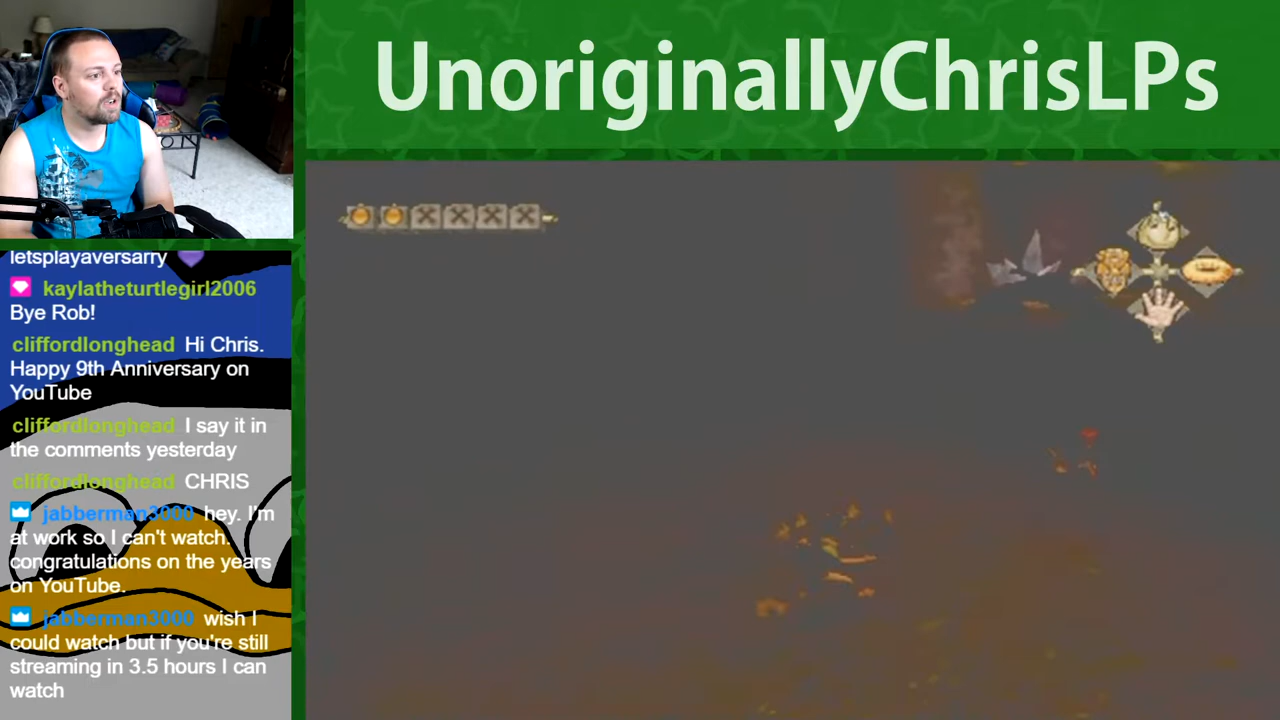 UnoriginallyChrisLPs
letsplayaversarry
kaylatheturtlegirl2006
Bye Rob!
cliffordlonghead Hi Chris.
Happy 9th Anniversary on
YouTube
cliffordlonghead I say it in
the comments yesterday
cliffordlonghead CHRIS
jabberman3000 hey. I'm
at work so I can't watch.
congratulations on the years
on YouTube.
jabberman3000 wish I
could watch but if you're still
streaming in 3.5 hours I can
watch